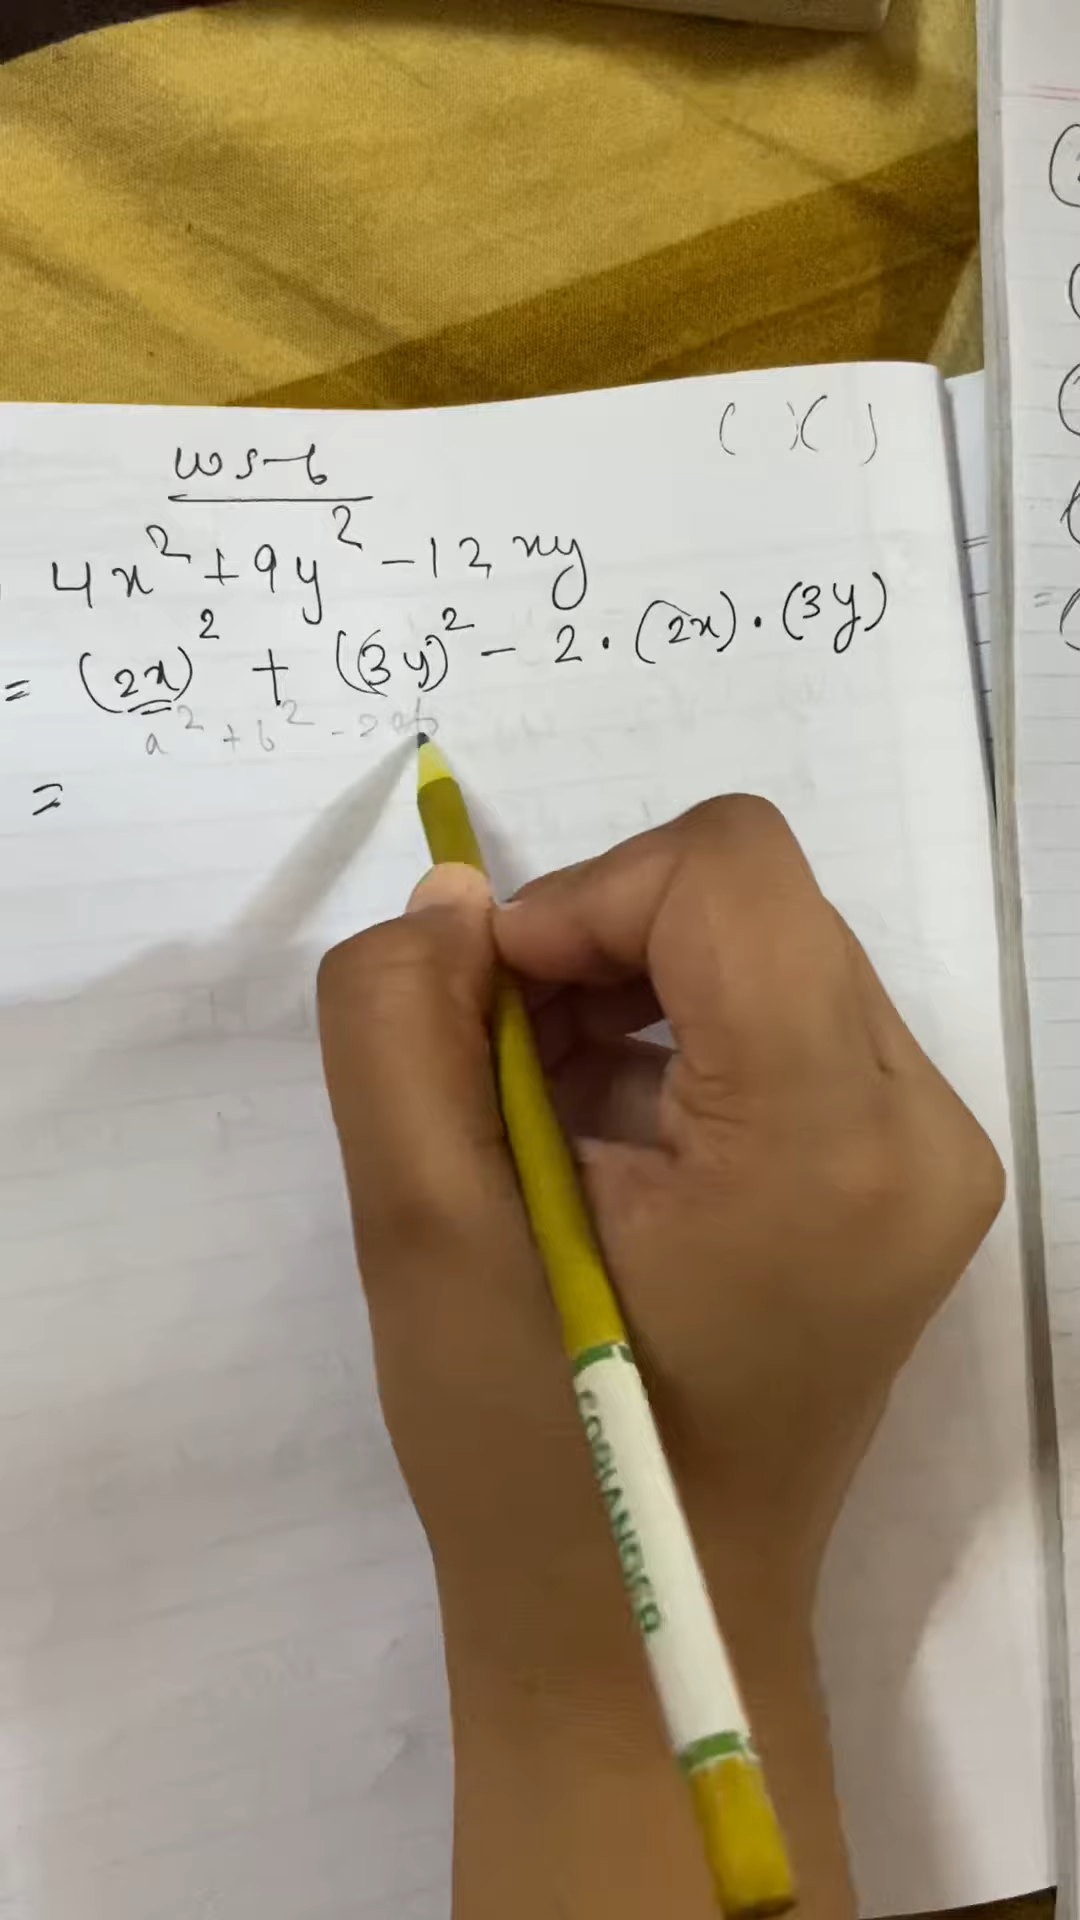 ( )( )
WS-6
4x² + 9y² - 12xy
= (2x)² + (3y)² - 2 . (2x) . (3y)
a² + b² - 2ab
=